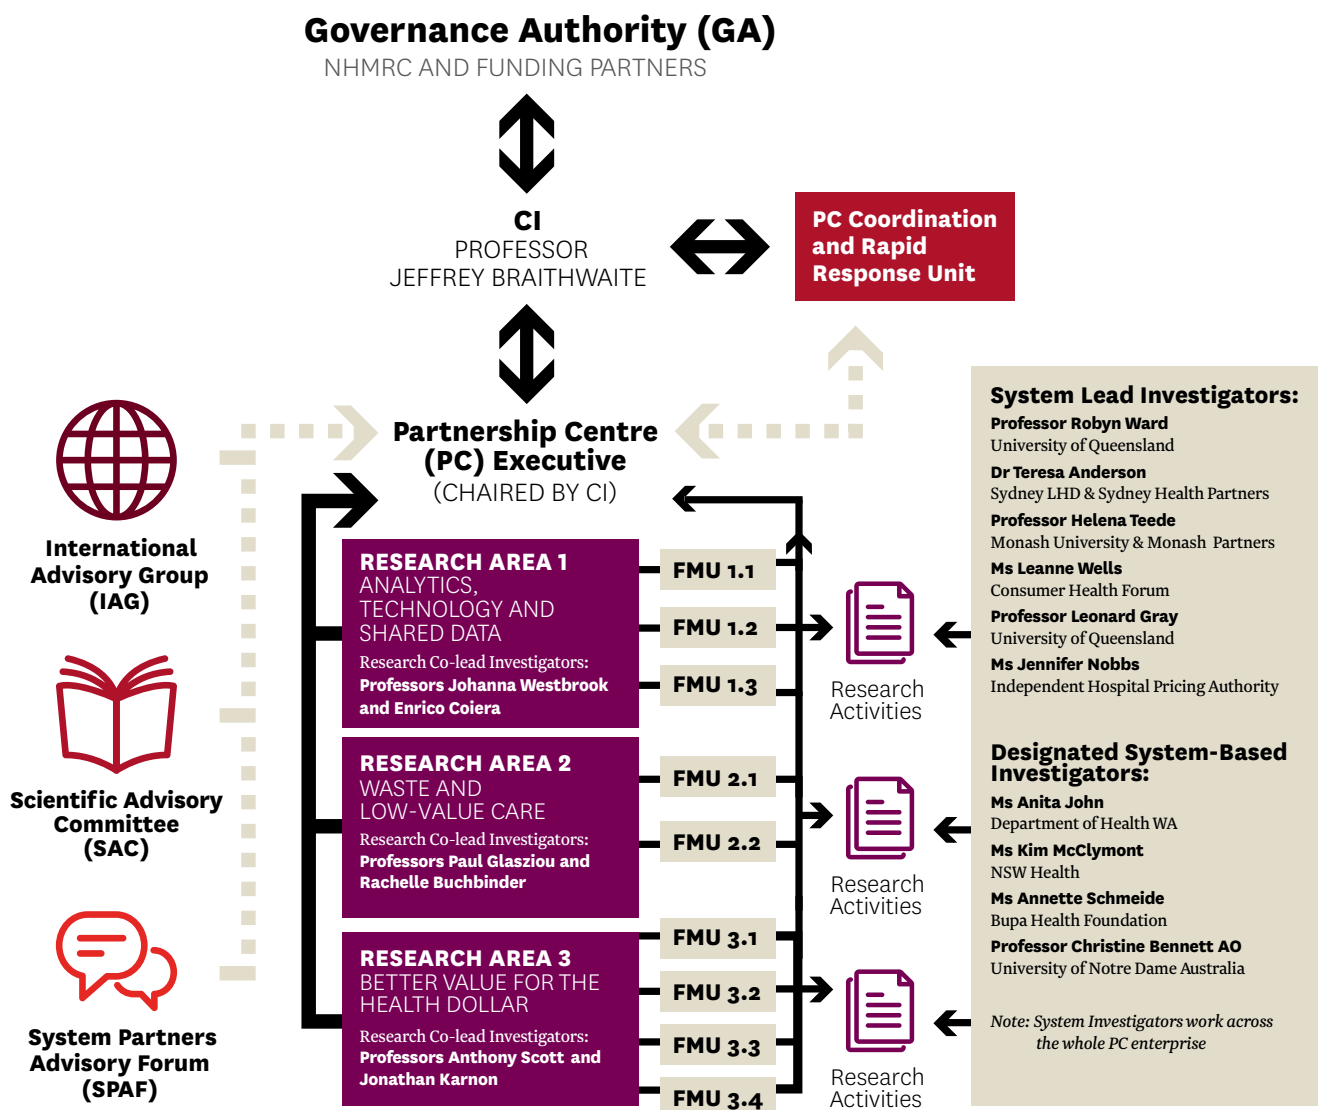 Governance Authority (GA)
NHMRC AND FUNDING PARTNERS
CI
PROFESSOR
JEFFREY BRAITHWAITE
PC Coordination
and Rapid
Response Unit
Partnership Centre
(PC) Executive
(CHAIRED BY CI)
International
Advisory Group
(IAG)
Scientific Advisory
Committee
(SAC)
System Partners
Advisory Forum
(SPAF)
RESEARCH AREA 1
ANALYTICS,
TECHNOLOGY AND
SHARED DATA
Research Co-lead Investigators:
Professors Johanna Westbrook
and Enrico Coiera
FMU 1.1
FMU 1.2
FMU 1.3
Research
Activities
RESEARCH AREA 2
WASTE AND
LOW-VALUE CARE
Research Co-lead Investigators:
Professors Paul Glasziou and
Rachelle Buchbinder
FMU 2.1
FMU 2.2
Research
Activities
RESEARCH AREA 3
BETTER VALUE FOR THE
HEALTH DOLLAR
Research Co-lead Investigators:
Professors Anthony Scott and
Jonathan Karnon
FMU 3.1
FMU 3.2
FMU 3.3
FMU 3.4
Research
Activities
System Lead Investigators:
Professor Robyn Ward
University of Queensland
Dr Teresa Anderson
Sydney LHD & Sydney Health Partners
Professor Helena Teede
Monash University & Monash Partners
Ms Leanne Wells
Consumer Health Forum
Professor Leonard Gray
University of Queensland
Ms Jennifer Nobbs
Independent Hospital Pricing Authority
Designated System-Based
Investigators:
Ms Anita John
Department of Health WA
Ms Kim McClymont
NSW Health
Ms Annette Schmeide
Bupa Health Foundation
Professor Christine Bennett AO
University of Notre Dame Australia
Note: System Investigators work across
the whole PC enterprise